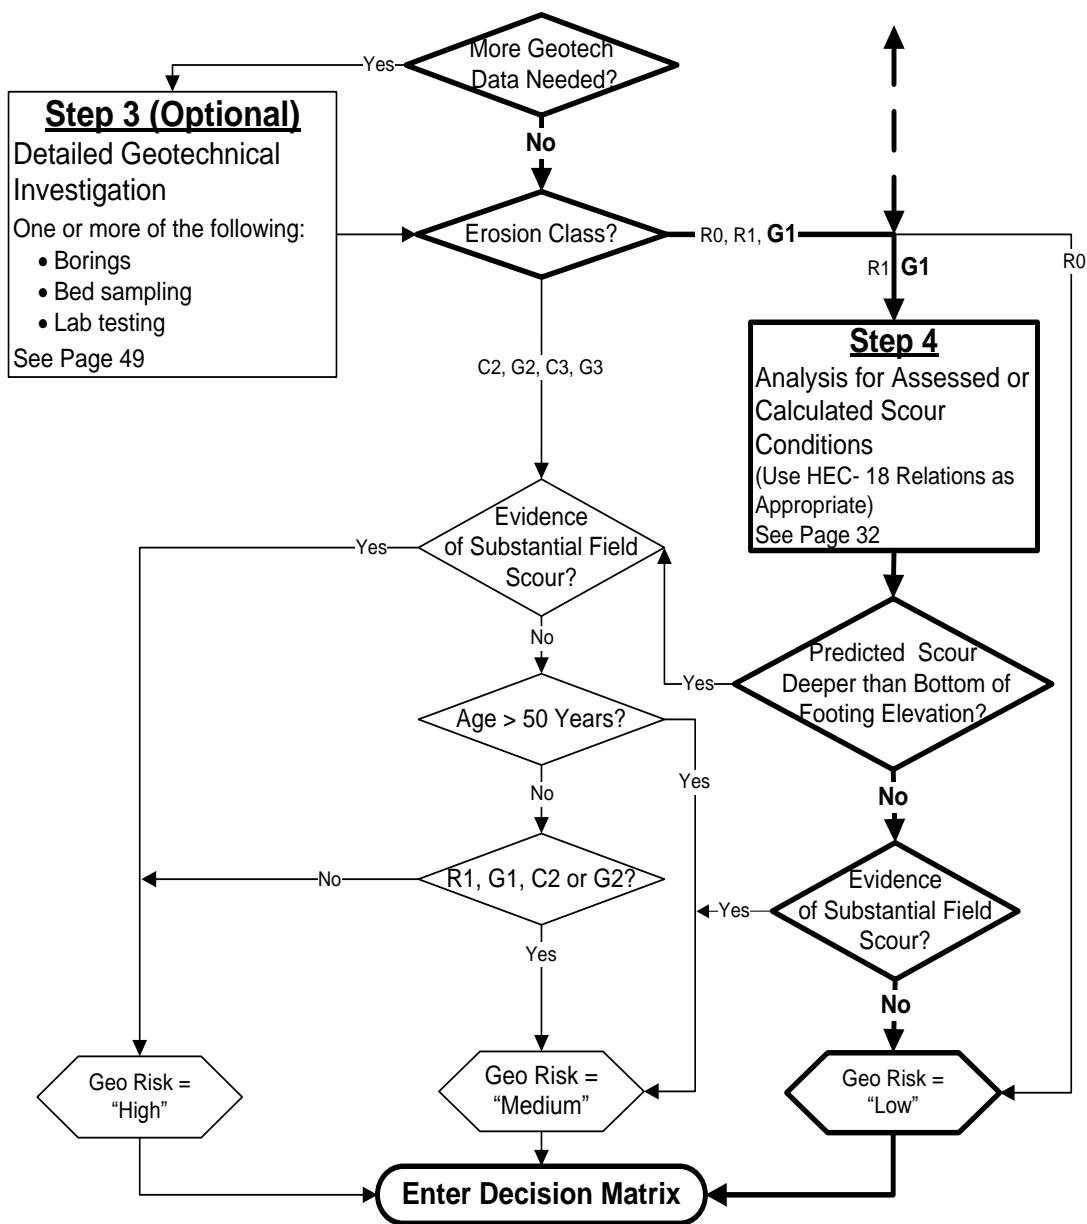 More Geotech
Data Needed?
Yes
No
Step 3 (Optional)
Detailed Geotechnical
Investigation
One or more of the following:
• Borings
• Bed sampling
• Lab testing
See Page 49
Erosion Class?
R0, R1, G1
R0
R1 G1
C2, G2, C3, G3
Step 4
Analysis for Assessed or
Calculated Scour
Conditions
(Use HEC- 18 Relations as
Appropriate)
See Page 32
Evidence
of Substantial Field
Scour?
Yes
No
Predicted Scour
Deeper than Bottom of
Footing Elevation?
Yes
No
Age > 50 Years?
Yes
No
R1, G1, C2 or G2?
No
Yes
Evidence
of Substantial Field
Scour?
Yes
No
Geo Risk =
“High”
Geo Risk =
“Medium”
Geo Risk =
“Low”
Enter Decision Matrix